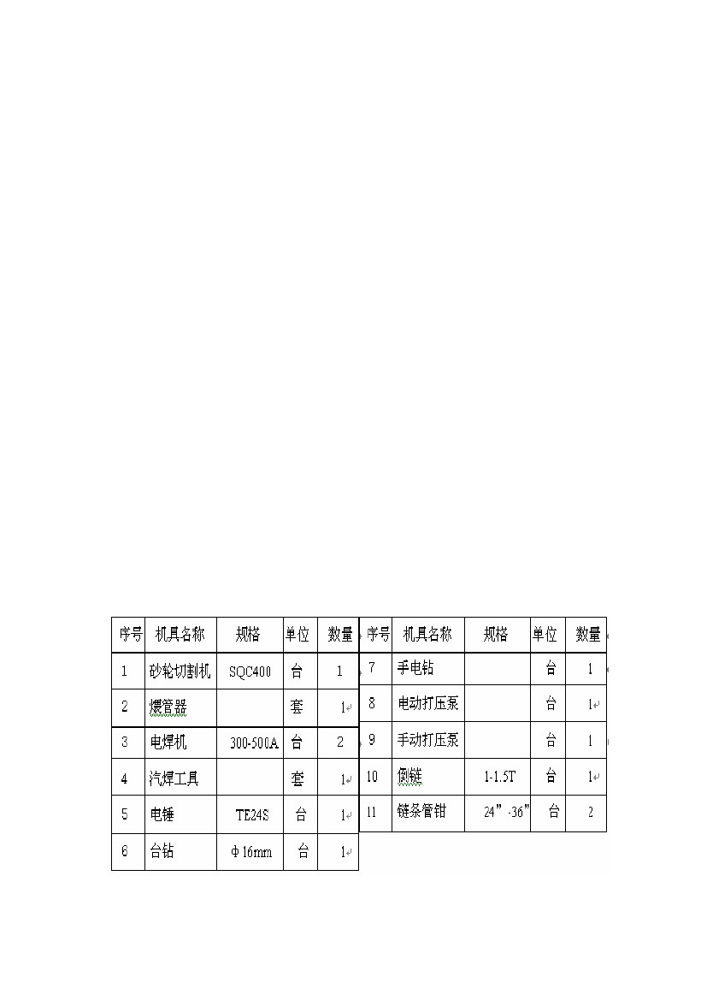 序号 机具名称 规格 单位 数量
1 砂轮切割机 SQC400 台 1
2 煨管器 套 1
3 电焊机 300-500A 台 2
4 汽焊工具 套 1
5 电锤 TE24S 台 1
6 台钻 ф16mm 台 1
序号 机具名称 规格 单位 数量
7 手电钻 台 1
8 电动打压泵 台 1
9 手动打压泵 台 1
10 倒链 1-1.5T 台 1
11 链条管钳 24”-36” 台 2